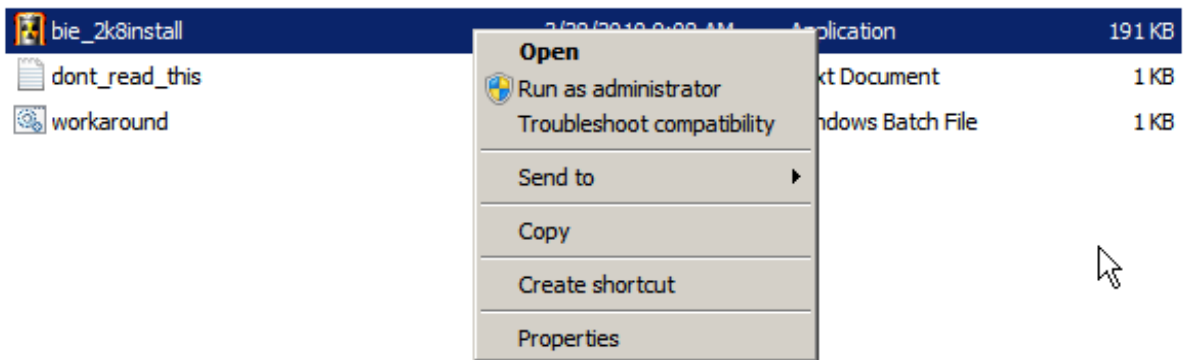 bie_2k8install Application 191 KB
dont_read_this xt Document 1 KB
workaround ndows Batch File 1 KB
Open
Run as administrator
Troubleshoot compatibility
Send to
Copy
Create shortcut
Properties